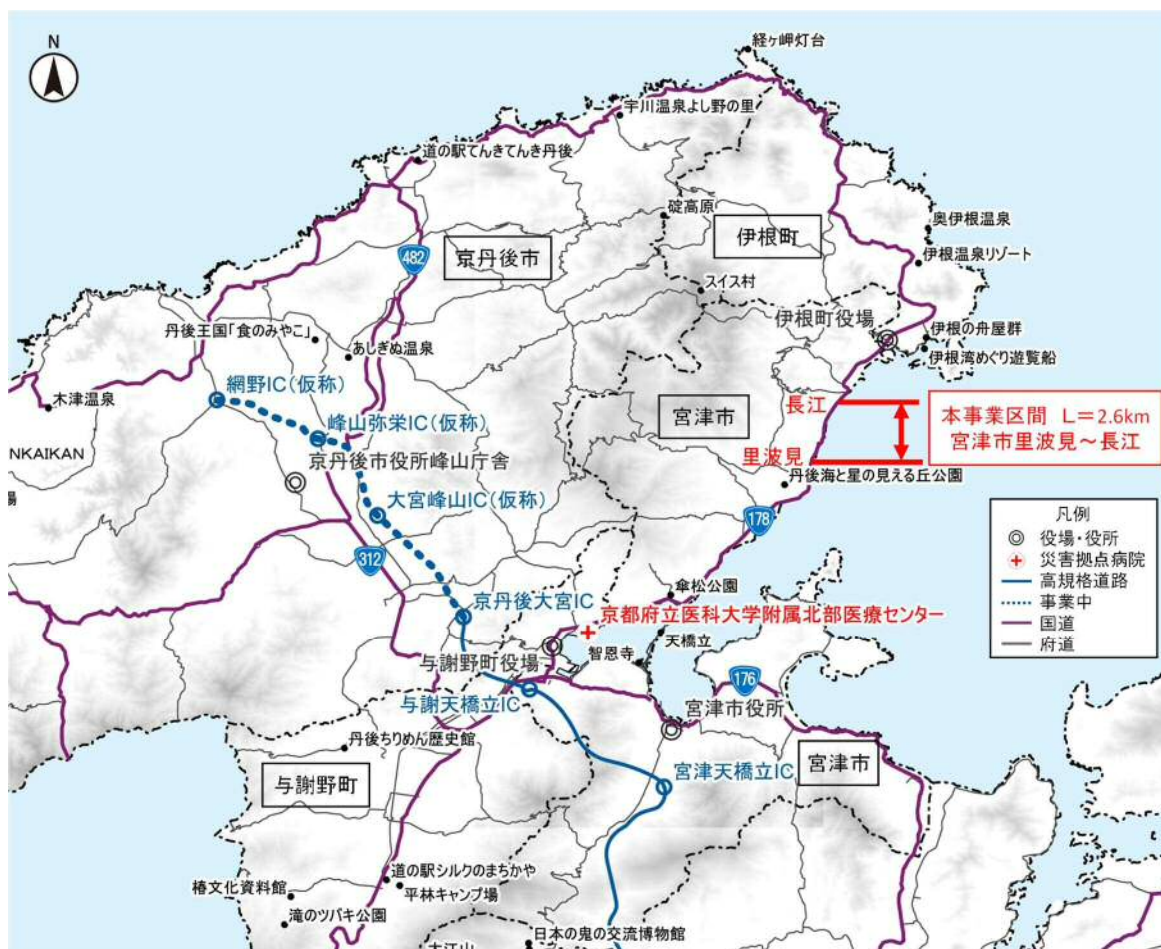 N
経ヶ岬灯台
宇川温泉よし野の里
道の駅てんきてんき丹後
碇高原
伊根町
奥伊根温泉
482
京丹後市
伊根温泉リゾート
スイス村
伊根町役場
丹後王国「食のみやこ」
あしぎぬ温泉
伊根の舟屋群
伊根湾めぐり遊覧船
網野IC(仮称)
木津温泉
宮津市
長江
本事業区間 L=2.6km
宮津市里波見~長江
峰山弥栄IC(仮称)
NKAIKAN
京丹後市役所峰山庁舎
里波見
丹後海と星の見える丘公園
場
大宮峰山IC(仮称)
178
凡例
役場・役所
災害拠点病院
高規格道路
事業中
国道
府道
312
傘松公園
京丹後大宮IC
京都府立医科大学附属北部医療センター
天橋立
智恩寺
与謝野町役場
176
与謝天橋立IC
宮津市役所
丹後ちりめん歴史館
宮津天橋立IC
宮津市
与謝野町
道の駅シルクのまちかや
椿文化資料館
平林キャンプ場
滝のツバキ公園
日本の鬼の交流博物館
大江山